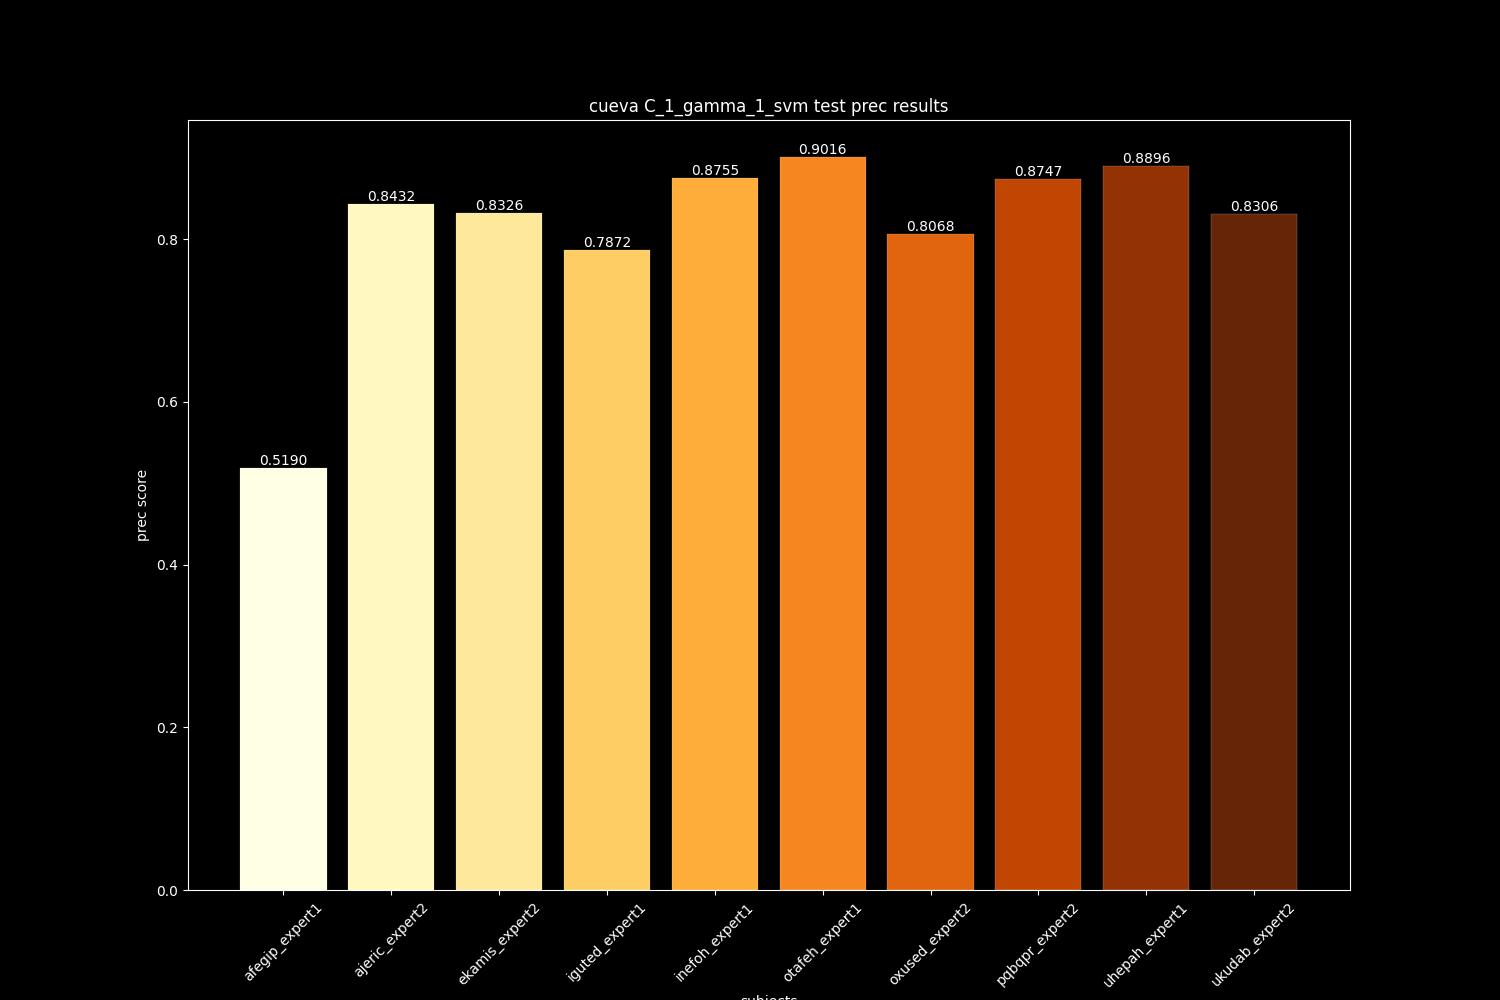 cueva C_1_gamma_1_svm test prec results
0.9016
0.8896
0.8755
0.8747
0.8432
0.8326
0.8306
0.8068
0.7872
0.5190
0.8
0.6
0.4
0.2
0.0
prec score
afegip_expert1
ajeric_expert2
ekamis_expert2
iguted_expert1
inefoh_expert1
otafeh_expert1
oxused_expert2
pqbqpr_expert2
uhepah_expert1
ukudab_expert2
subjects